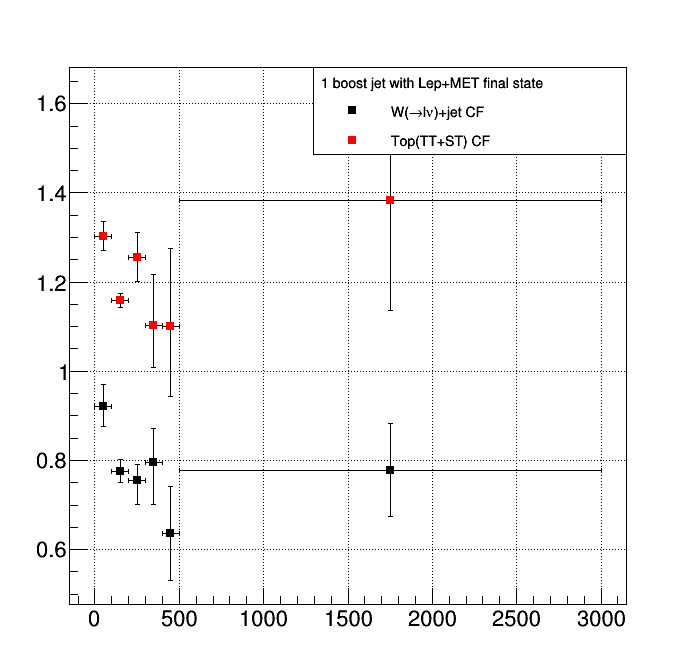 1 boost jet with Lep+MET final state
W(→lν)+jet CF
Top(TT+ST) CF
1.6
1.4
1.2
1
0.8
0.6
0 500 1000 1500 2000 2500 3000